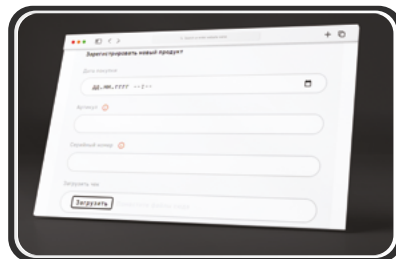 Зарегистрировать новый продукт
Дата покупки
ДД.ММ.ГГГГ --:--
Артикул
Серийный номер
Загрузить чек
Загрузить